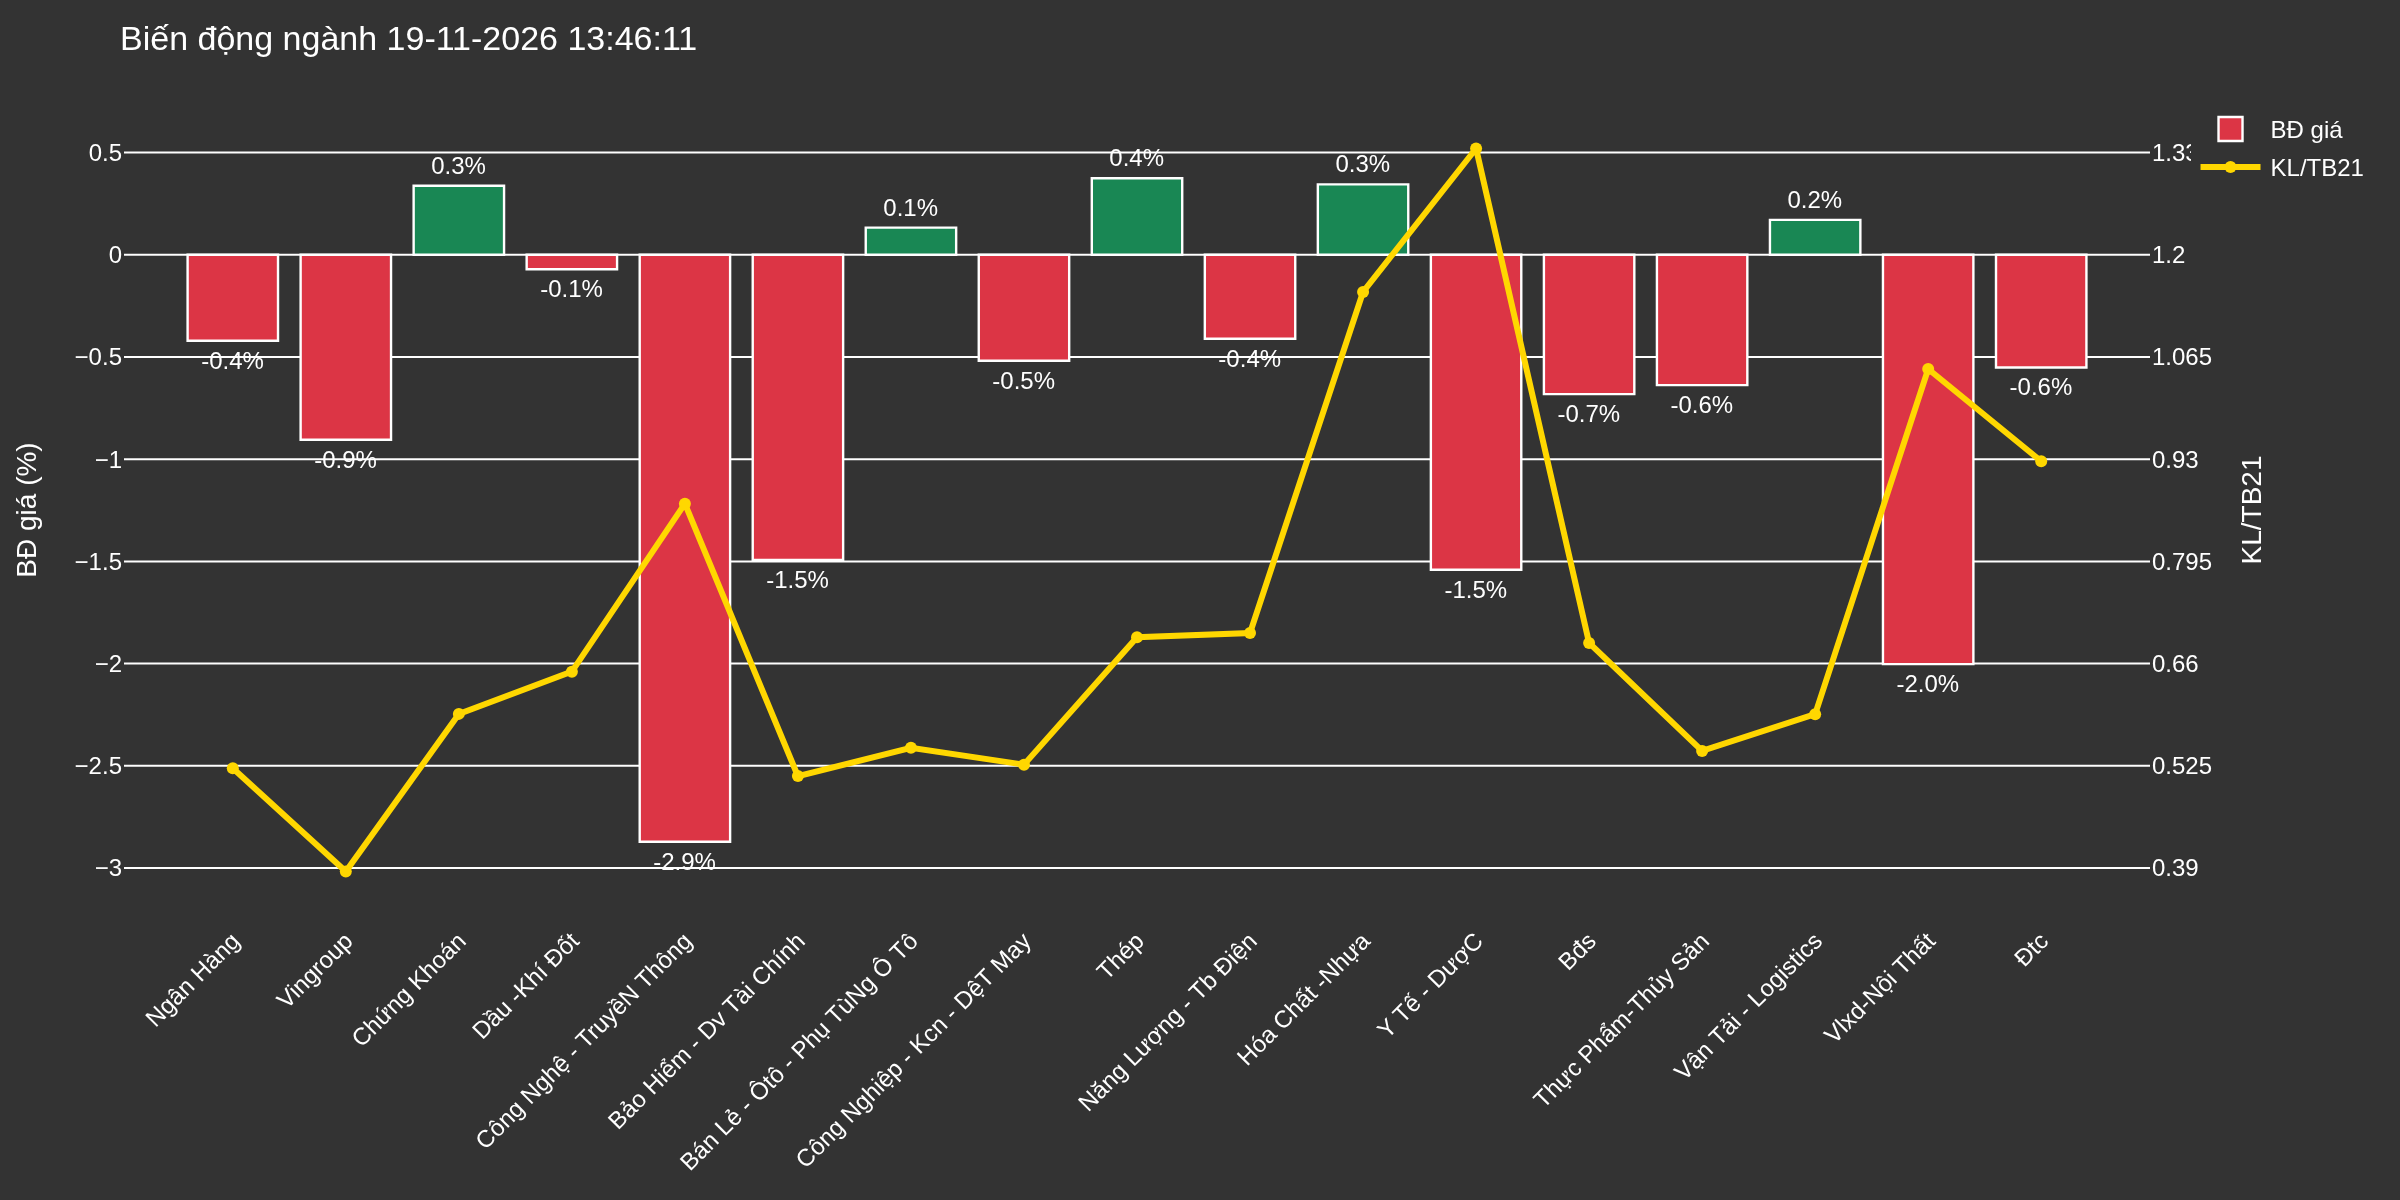 Biến động ngành 19-11-2026 13:46:11
BĐ giá
KL/TB21
0.5
0
−0.5
−1
−1.5
−2
−2.5
−3
BĐ giá (%)
-0.4%
-0.9%
0.3%
-0.1%
-2.9%
-1.5%
0.1%
-0.5%
0.4%
-0.4%
0.3%
-1.5%
-0.7%
-0.6%
0.2%
-2.0%
-0.6%
1.2
1.065
0.93
0.795
0.66
0.525
0.39
KL/TB21
Ngân Hàng
Vingroup
Chứng Khoán
Dầu -Khí Đốt
Công Nghệ - TruyềN Thông
Bảo Hiểm - Dv Tài Chính
Bán Lẻ - Ôtô - Phụ TùNg Ô Tô
Công Nghiệp - Kcn - DệT May
Thép
Năng Lượng - Tb Điện
Hóa Chất -Nhựa
Y Tế - DượC
Bđs
Thực Phẩm-Thủy Sản
Vận Tải - Logistics
Vlxd-Nội Thất
Đtc